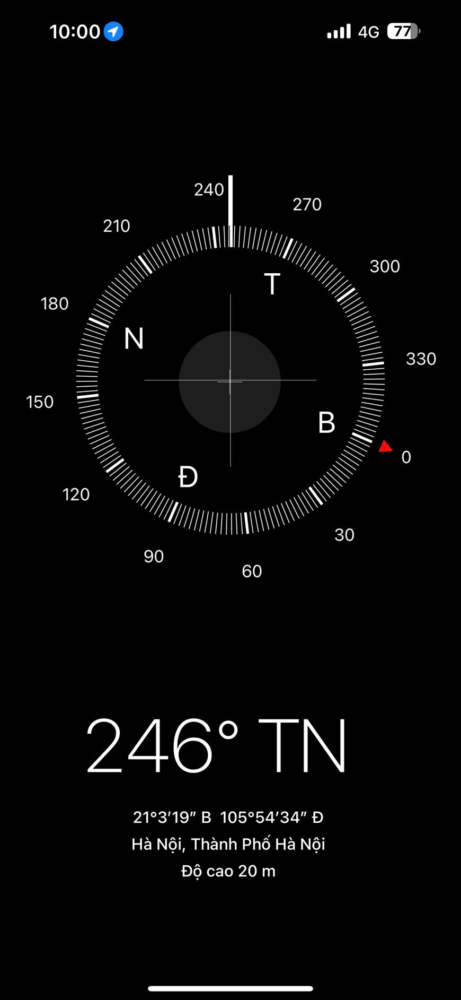 10:00 4G 77
240
270
210
300
T
180
N
330
150
B
0
Đ
120
30
90
60
246° TN
21°3′19″ B 105°54′34″ Đ
Hà Nội, Thành Phố Hà Nội
Độ cao 20 m